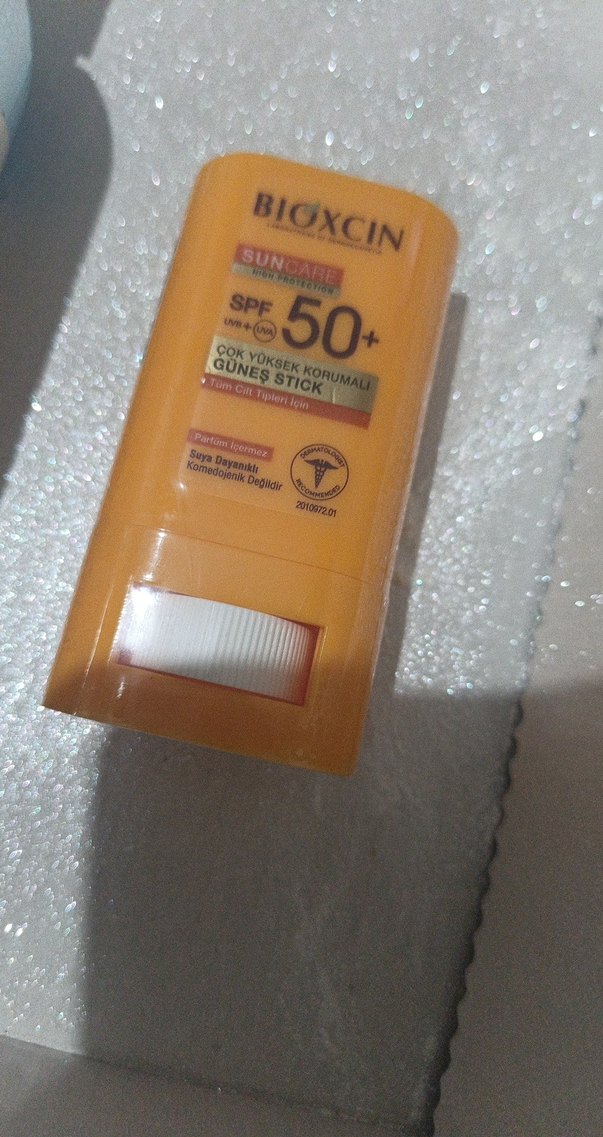 BIOXCIN
SUNCARE
HIGH PROTECTION
SPF 50+
UVB + UVA
ÇOK YÜKSEK KORUMALI
GÜNEŞ STICK
Tüm Cilt Tipleri İçin
Parfüm İçermez
Suya Dayanıklı
Komedojenik Değildir
DERMATOLOGIST
RECOMMENDED
2010972.01